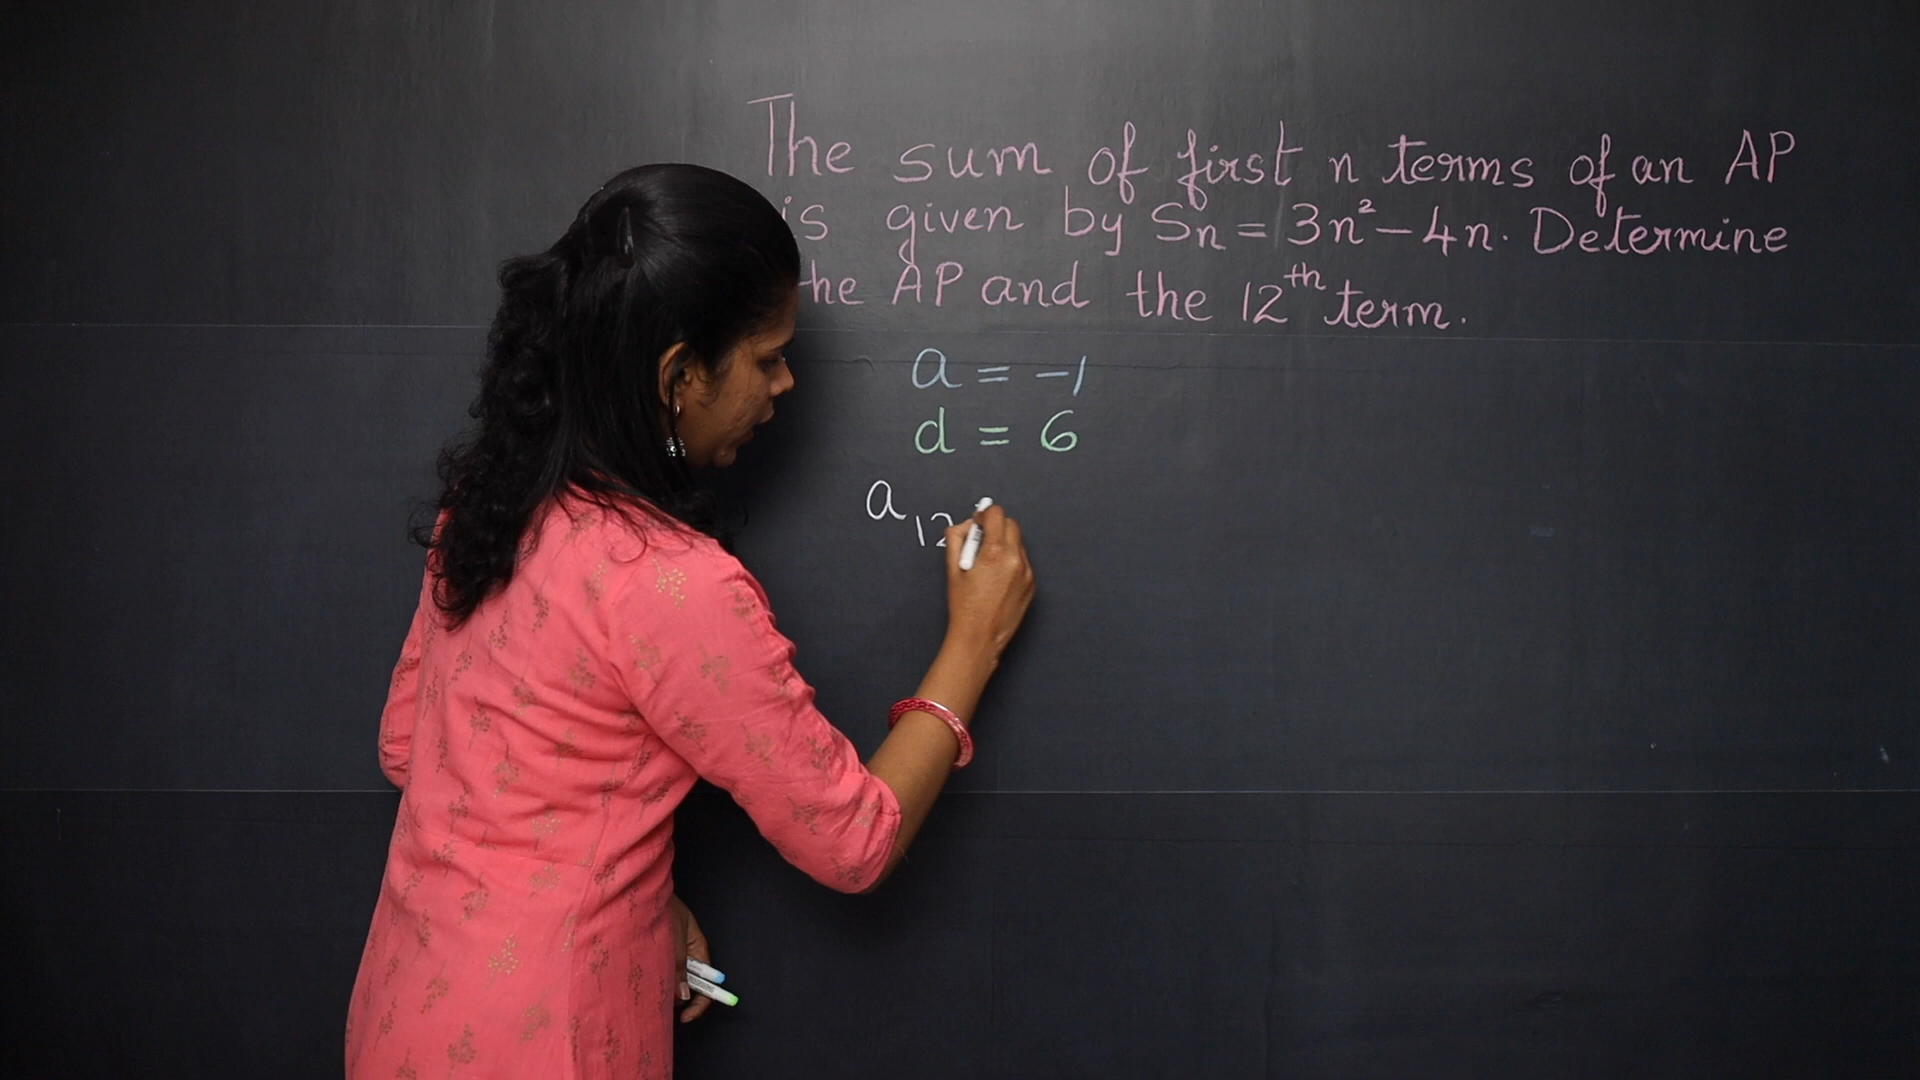 The sum of first n terms of an AP
is given by Sn = 3n² – 4n. Determine
he AP and the 12th term.
a = -1
d = 6
a12